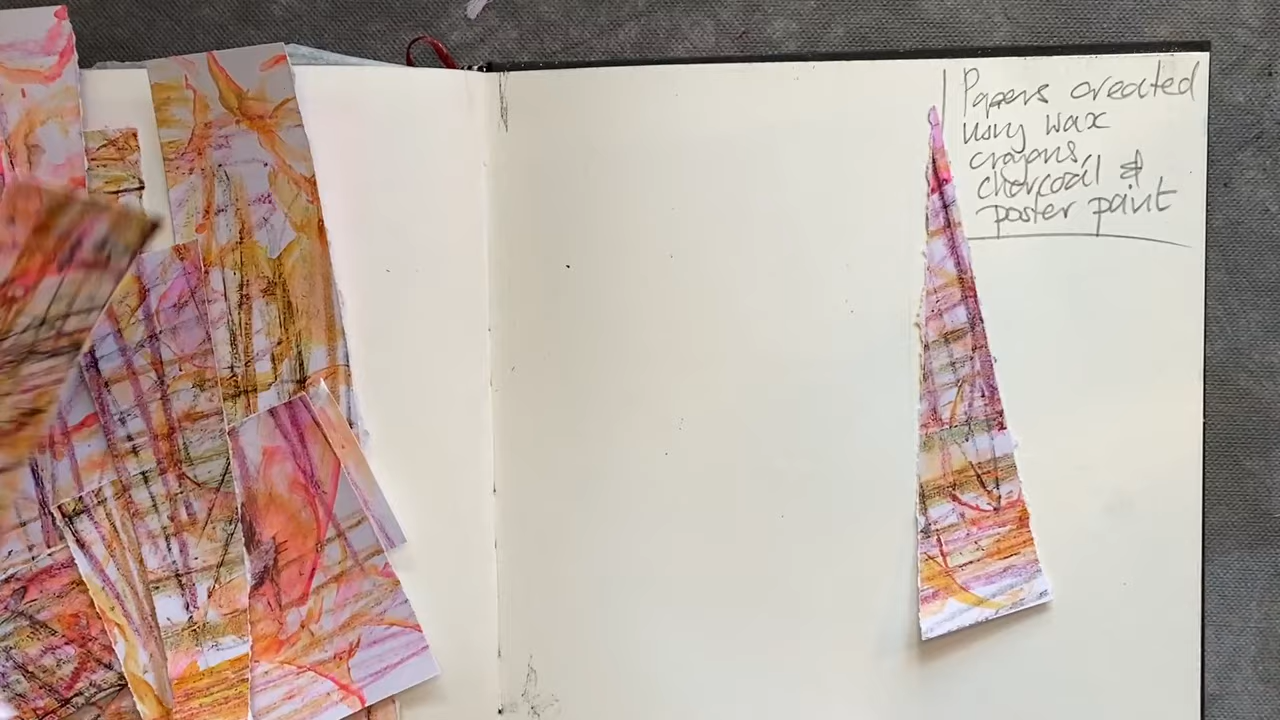 Papers created
using wax
crayons,
charcoal &
poster paint